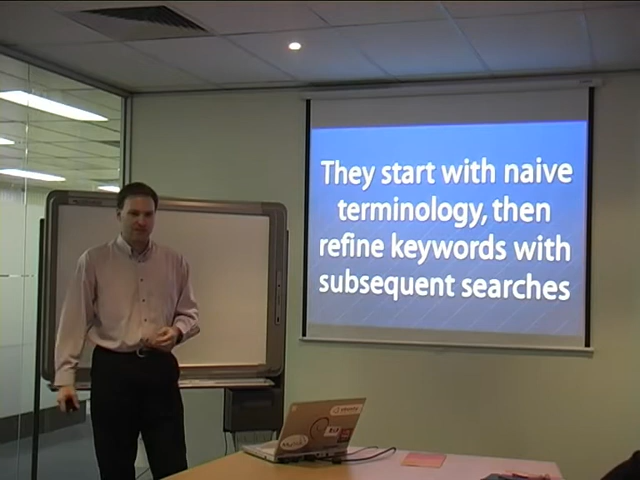 They start with naive
terminology, then
refine keywords with
subsequent searches